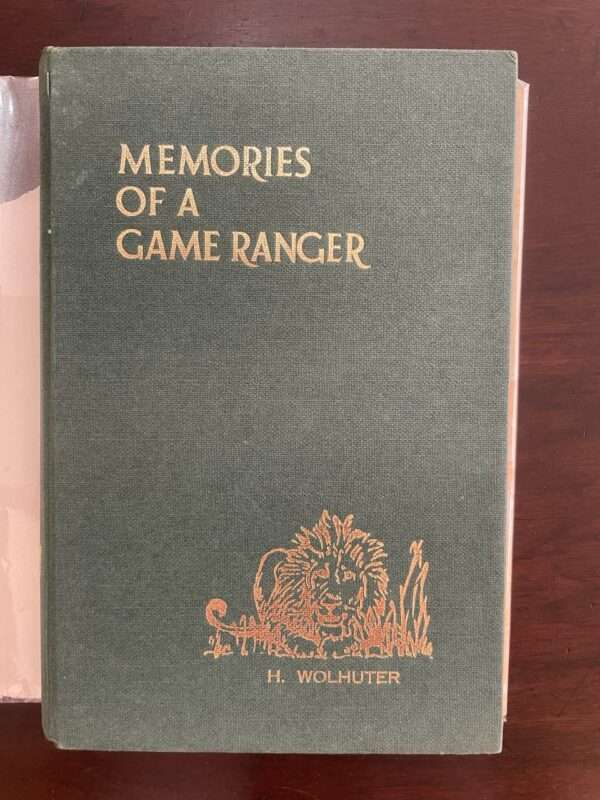 MEMORIES
OF A
GAME RANGER
H. WOLHUTER